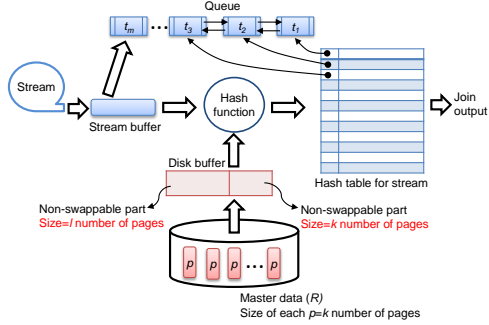 Queue
tm ... t3 t2 t1
Stream
Stream buffer
Hash
function
Join
output
Hash table for stream
Disk buffer
Non-swappable part
Size=l number of pages
Non-swappable part
Size=k number of pages
p p p ... p
Master data (R)
Size of each p=k number of pages